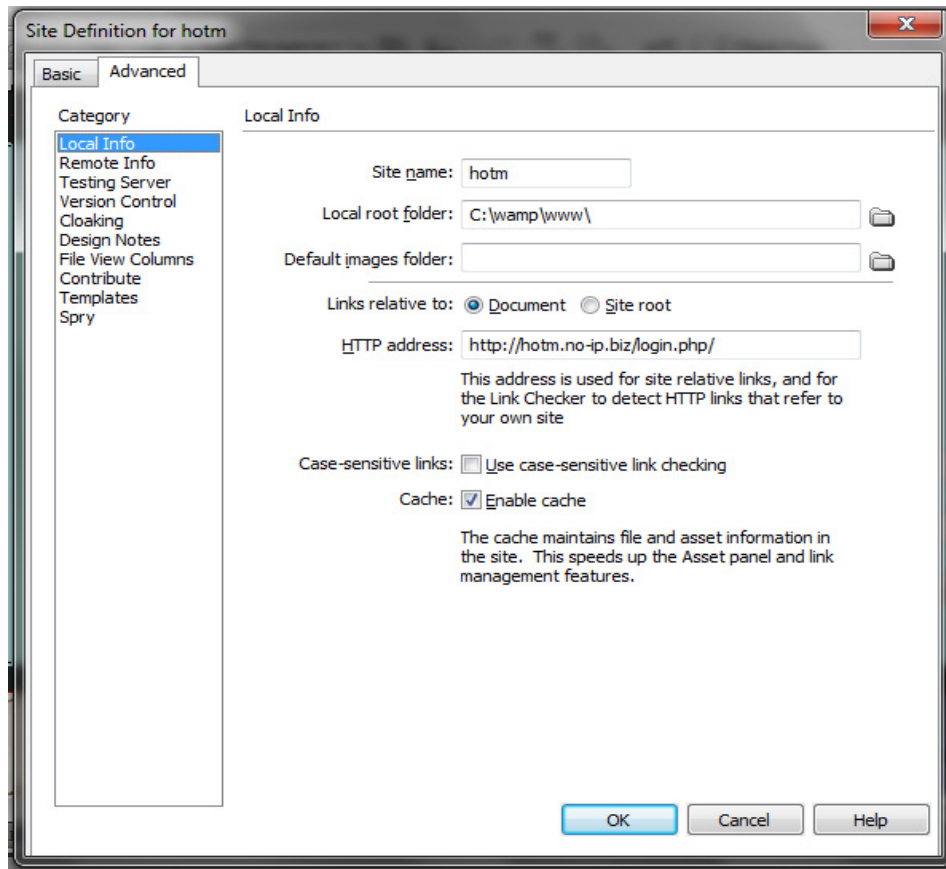 Site Definition for hotm
Basic
Advanced
Category
Local Info
Remote Info
Testing Server
Version Control
Cloaking
Design Notes
File View Columns
Contribute
Templates
Spry
Local Info
Site name: hotm
Local root folder: C:\wamp\www\
Default images folder:
Links relative to: Document Site root
HTTP address: http://hotm.no-ip.biz/login.php/
This address is used for site relative links, and for
the Link Checker to detect HTTP links that refer to
your own site
Case-sensitive links: Use case-sensitive link checking
Cache: Enable cache
The cache maintains file and asset information in
the site. This speeds up the Asset panel and link
management features.
OK Cancel Help